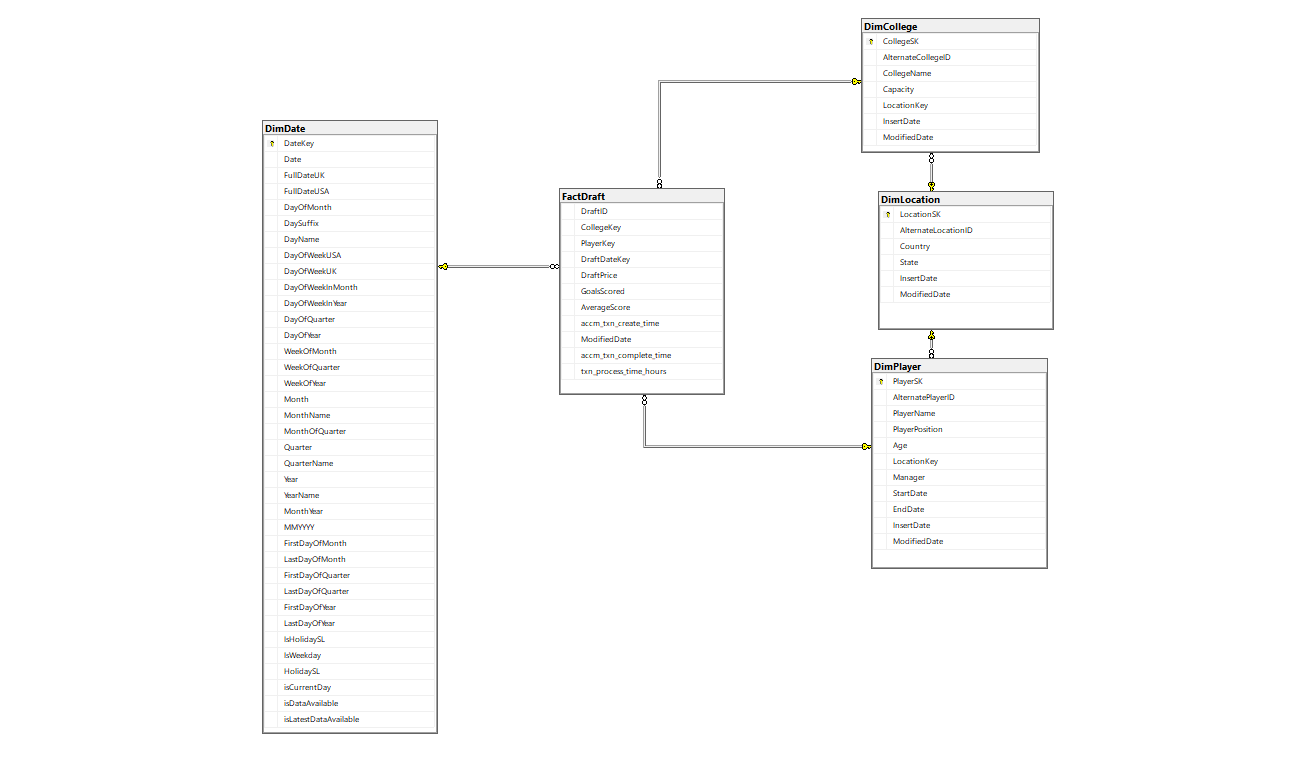 DimCollege
CollegeSK
AlternateCollegeID
CollegeName
Capacity
LocationKey
InsertDate
ModifiedDate
DimDate
DateKey
Date
FullDateUK
FullDateUSA
DayOfMonth
DaySuffix
DayName
DayOfWeekUSA
DayOfWeekUK
DayOfWeekInMonth
DayOfWeekInYear
DayOfQuarter
DayOfYear
WeekOfMonth
WeekOfQuarter
WeekOfYear
Month
MonthName
MonthOfQuarter
Quarter
QuarterName
Year
YearName
MonthYear
MMYYYY
FirstDayOfMonth
LastDayOfMonth
FirstDayOfQuarter
LastDayOfQuarter
FirstDayOfYear
LastDayOfYear
IsHolidaySL
IsWeekday
HolidaySL
isCurrentDay
isDataAvailable
isLatestDataAvailable
FactDraft
DraftID
CollegeKey
PlayerKey
DraftDateKey
DraftPrice
GoalsScored
AverageScore
accm_txn_create_time
ModifiedDate
accm_txn_complete_time
txn_process_time_hours
DimLocation
LocationSK
AlternateLocationID
Country
State
InsertDate
ModifiedDate
DimPlayer
PlayerSK
AlternatePlayerID
PlayerName
PlayerPosition
Age
LocationKey
Manager
StartDate
EndDate
InsertDate
ModifiedDate